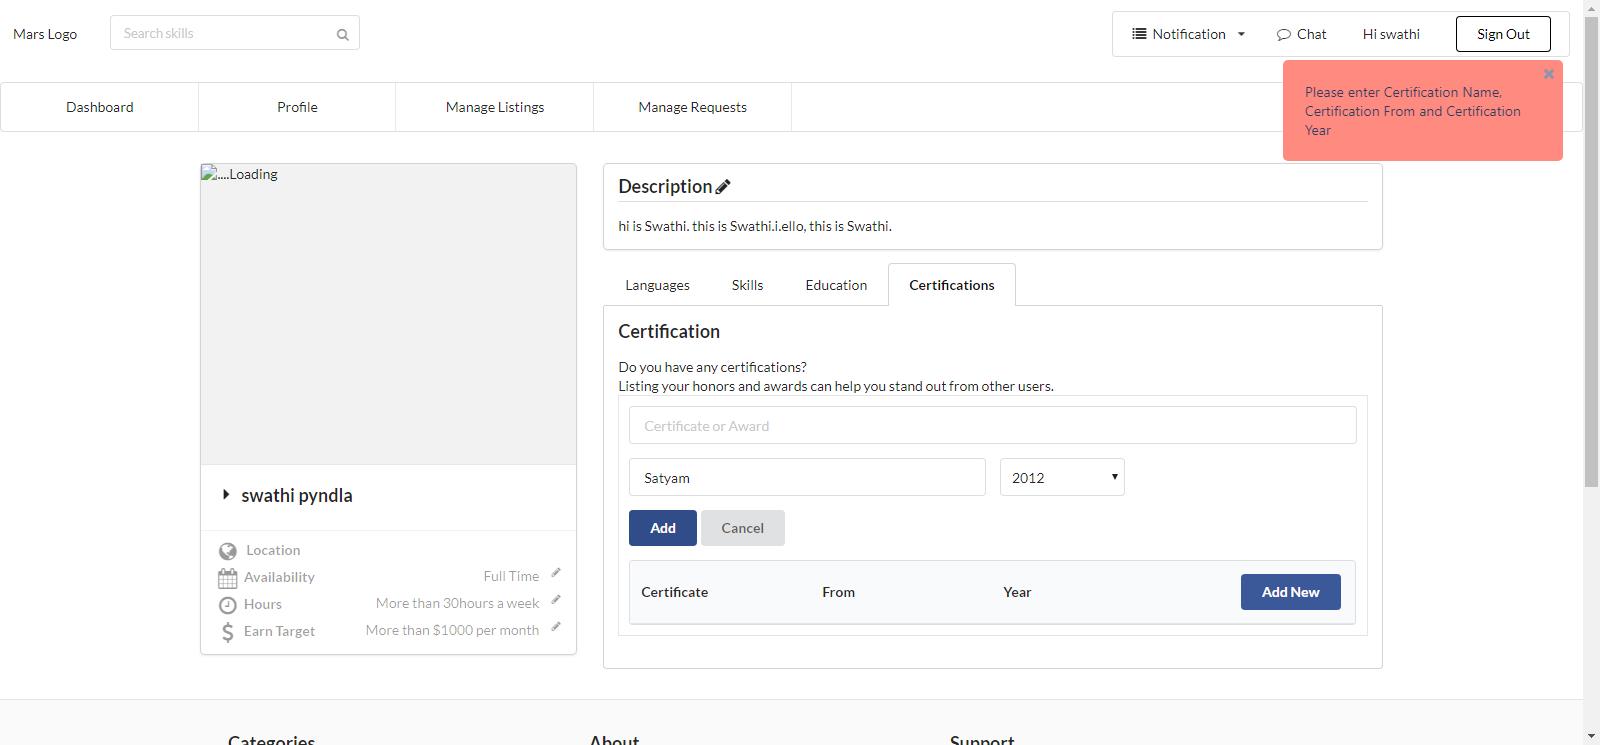 Mars Logo
Search skills
Notification
Chat
Hi swathi
Sign Out
Please enter Certification Name,
Certification From and Certification
Year
Dashboard
Profile
Manage Listings
Manage Requests
....Loading
swathi pyndla
Location
Availability
Full Time
Hours
More than 30hours a week
Earn Target
More than $1000 per month
Description
hi is Swathi. this is Swathi.i.ello, this is Swathi.
Languages
Skills
Education
Certifications
Certification
Do you have any certifications?
Listing your honors and awards can help you stand out from other users.
Certificate or Award
Satyam
2012
Add
Cancel
Certificate
From
Year
Add New
Categories
About
Support